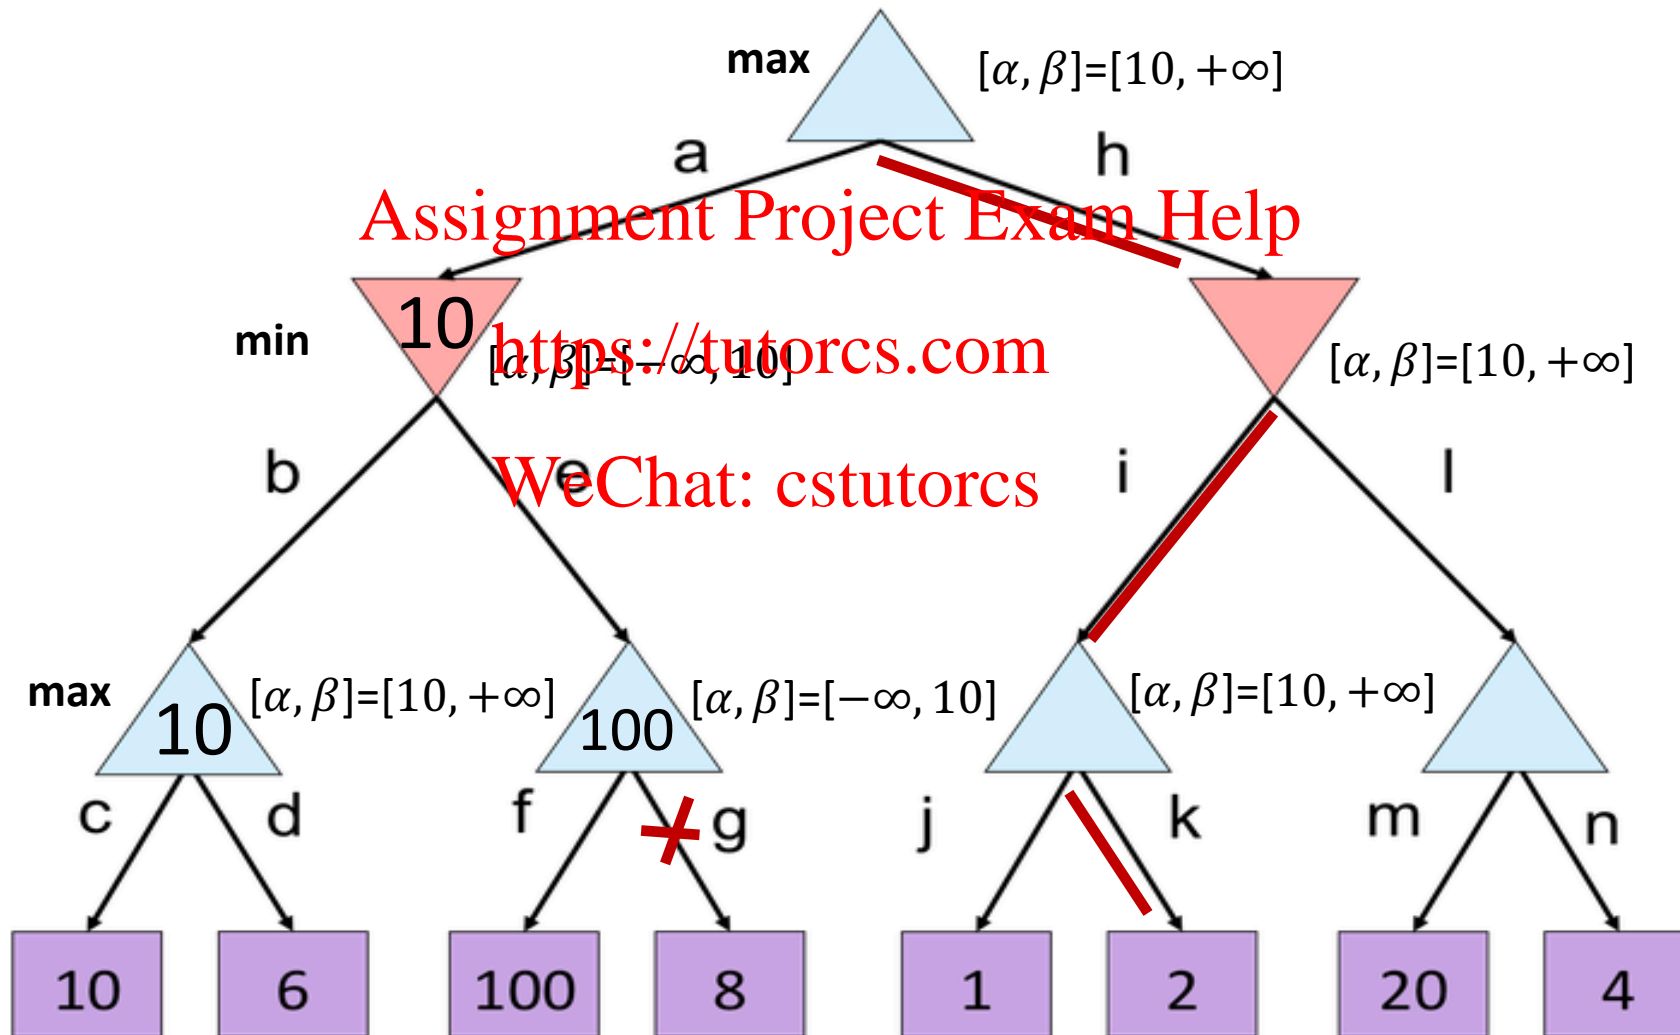 max
[α, β]=[10, +∞]
a
h
Assignment Project Exam Help
10
min
https://tutorcs.com
[α, β]=[−∞, 10]
[α, β]=[10, +∞]
b
e
i
l
WeChat: cstutorcs
max
10
[α, β]=[10, +∞]
100
[α, β]=[−∞, 10]
[α, β]=[10, +∞]
c
d
f
g
j
k
m
n
10
6
100
8
1
2
20
4